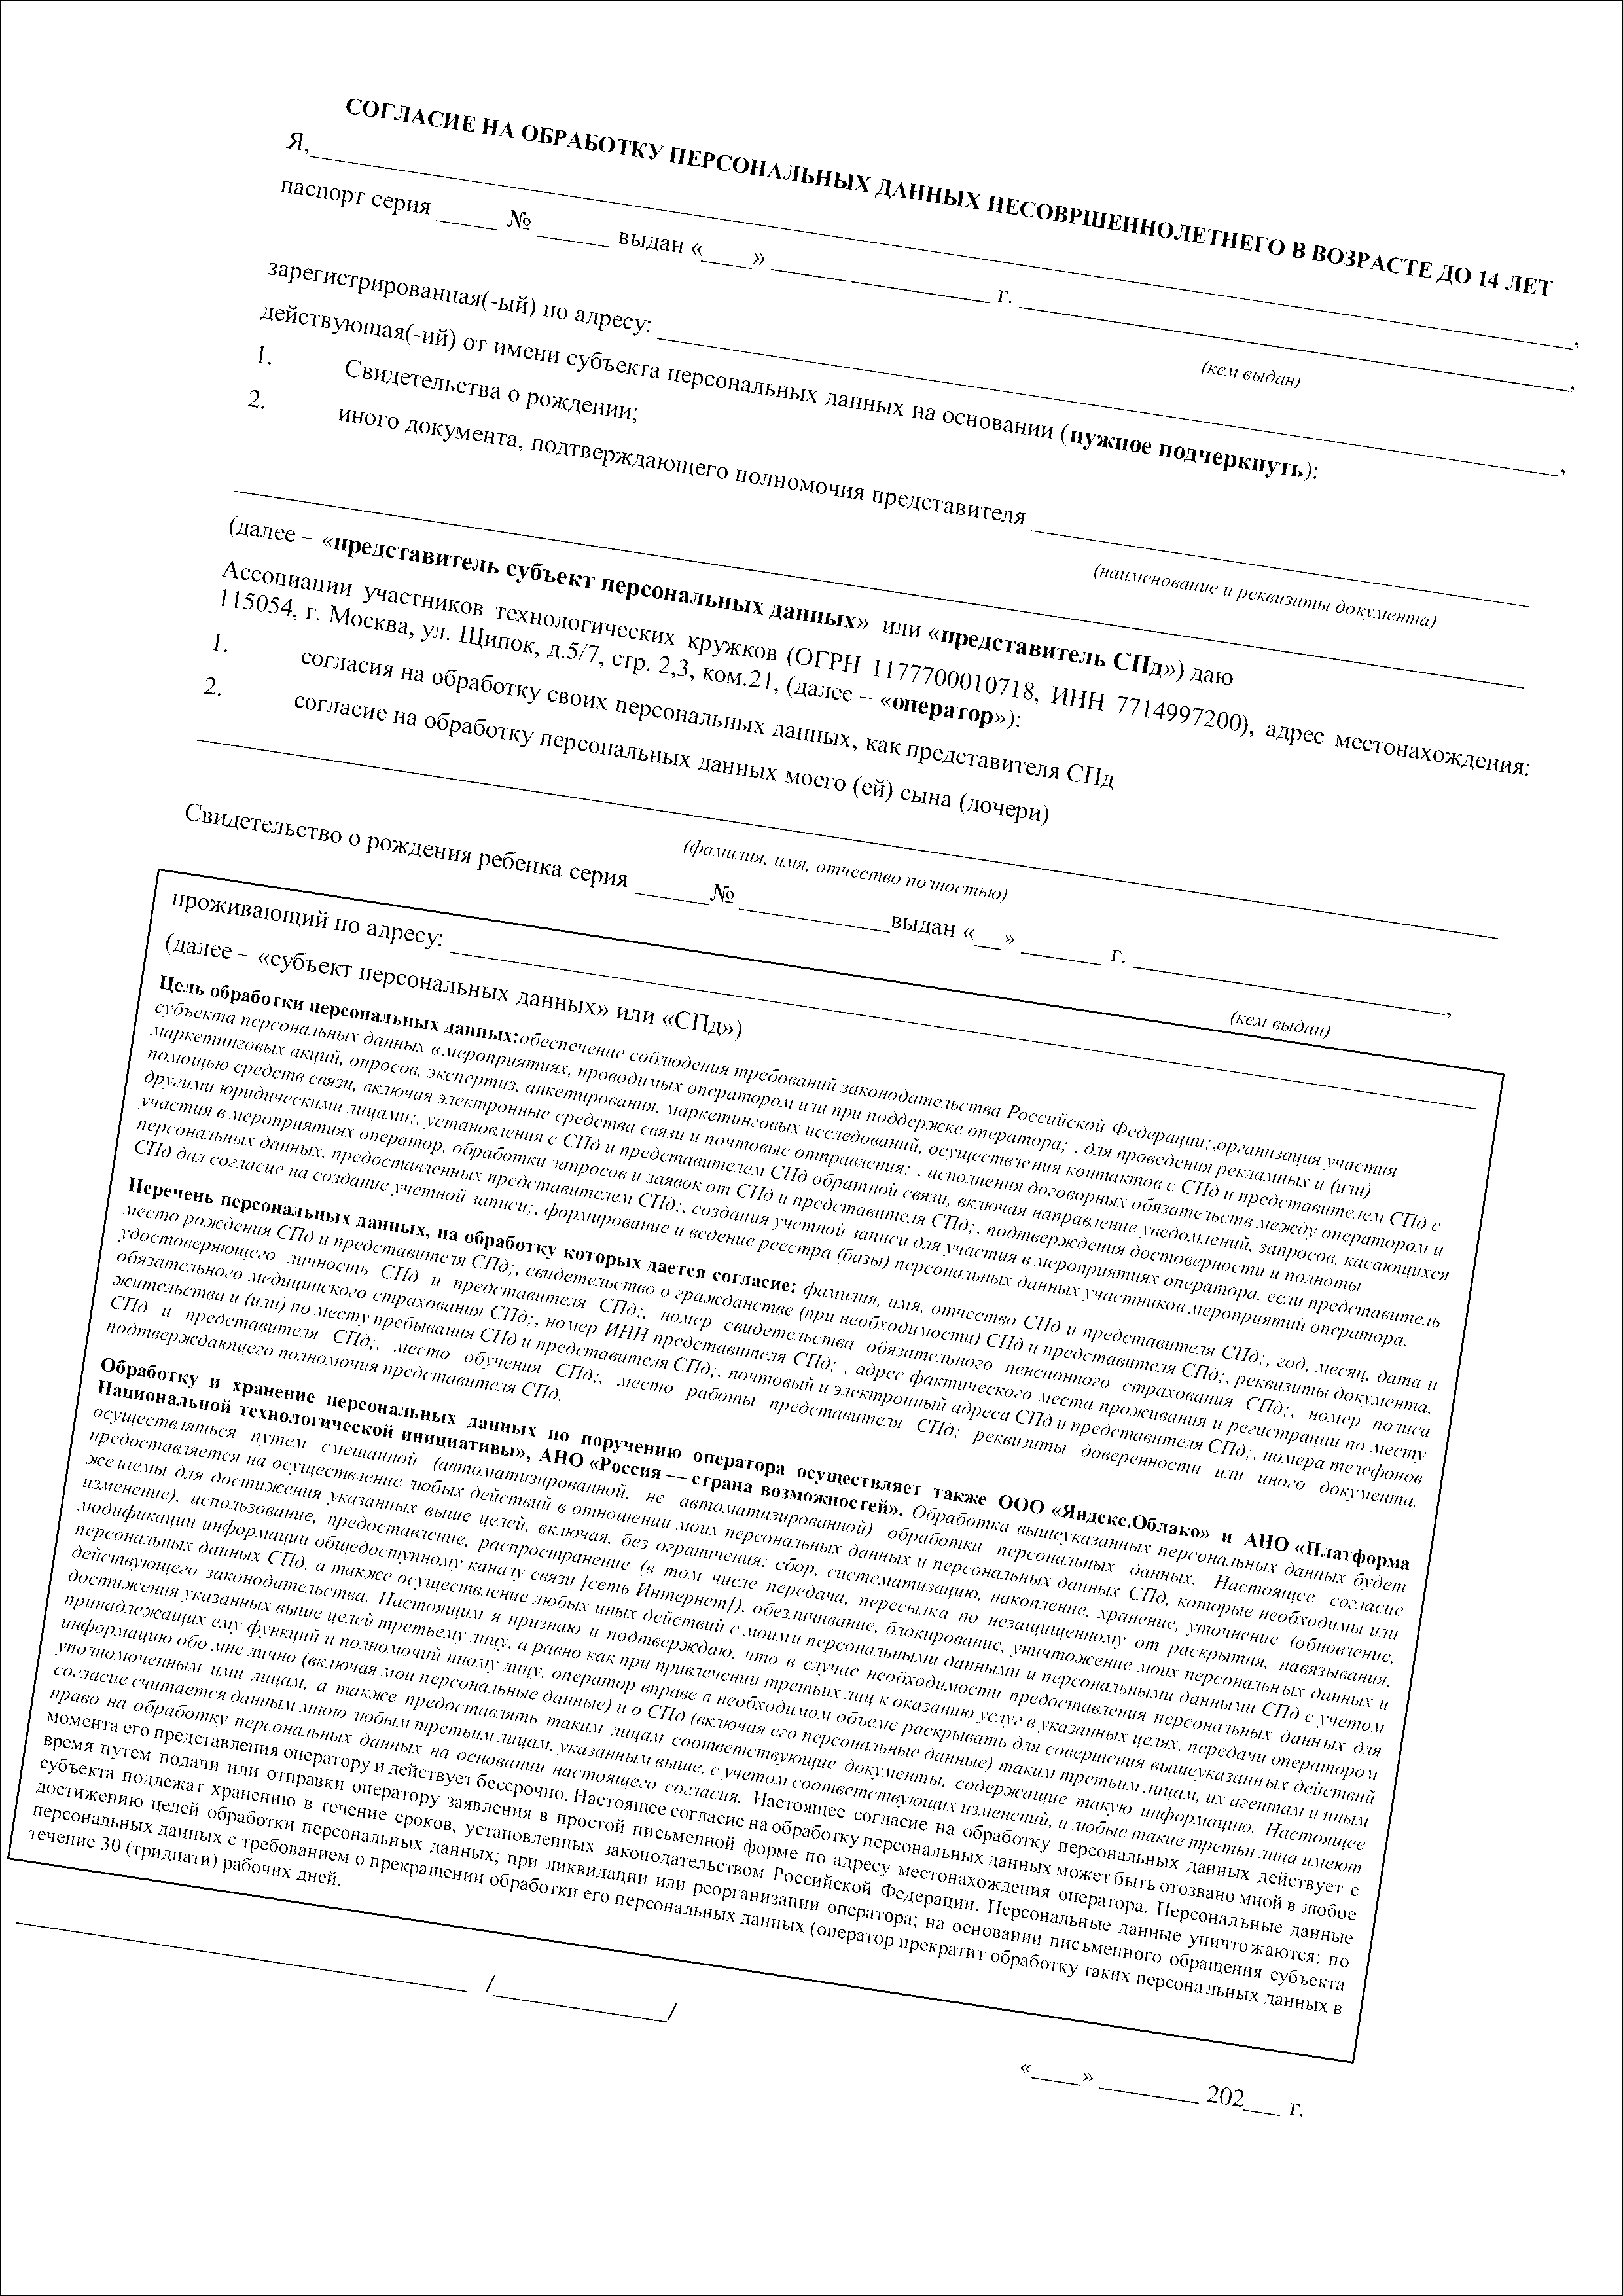 СОГЛАСИЕ НА ОБРАБОТКУ ПЕРСОНАЛЬНЫХ ДАННЫХ НЕСОВРШЕННОЛЕТНЕГО В ВОЗРАСТЕ ДО 14 ЛЕТ
Я,____________________________________________,
паспорт серия _____ № ______ выдан «____» ______ ___________ г. ____________________,
(кем выдан)
зарегистрированная(-ый) по адресу: ____________________________________________,
действующая(-ий) от имени субъекта персональных данных на основании (нужное подчеркнуть):
1. Свидетельства о рождении;
2. иного документа, подтверждающего полномочия представителя ____________________
(наименование и реквизиты документа)
____________________________________________
(далее – «представитель субъект персональных данных» или «представитель СПд») даю
Ассоциации участников технологических кружков (ОГРН 1177700010718, ИНН 7714997200), адрес местонахождения:
115054, г. Москва, ул. Щипок, д.5/7, стр. 2,3, ком.21, (далее – «оператор»):
1. согласия на обработку своих персональных данных, как представителя СПд
2. согласие на обработку персональных данных моего (ей) сына (дочери)
____________________________________________
(фамилия, имя, отчество полностью)
Свидетельство о рождения ребенка серия ______№ ____________выдан «__» ______ г. ____________________,
(кем выдан)
проживающий по адресу: ____________________________________________
(далее – «субъект персональных данных» или «СПд»)
Цель обработки персональных данных:обеспечение соблюдения требований законодательства Российской Федерации;,организация участия
субъекта персональных данных в мероприятиях, проводимых оператором или при поддержке оператора; , для проведения рекламных и (или)
маркетинговых акций, опросов, экспертиз, анкетирования, маркетинговых исследований, осуществления контактов с СПд и представителем СПд с
помощью средств связи, включая электронные средства связи и почтовые отправления; , исполнения договорных обязательств между оператором и
другими юридическими лицами;, установления с СПд и представителем СПд обратной связи, включая направление уведомлений, запросов, касающихся
участия в мероприятиях оператор, обработки запросов и заявок от СПд и представителя СПд;, подтверждения достоверности и полноты
персональных данных, предоставленных представителем СПд;, создания учетной записи для участия в мероприятиях оператора, если представитель
СПд дал согласие на создание учетной записи;, формирование и ведение реестра (базы) персональных данных участников мероприятий оператора.
Перечень персональных данных, на обработку которых дается согласие: фамилия, имя, отчество СПд и представителя СПд;, год, месяц, дата и
место рождения СПд и представителя СПд;, свидетельство о гражданстве (при необходимости) СПд и представителя СПд;, реквизиты документа,
удостоверяющего личность СПд и представителя СПд;, номер свидетельства обязательного пенсионного страхования СПд;, номер полиса
обязательного медицинского страхования СПд;, номер ИНН представителя СПд; , адрес фактического места проживания и регистрации по месту
жительства и (или) по месту пребывания СПд и представителя СПд;, почтовый и электронный адреса СПд и представителя СПд;, номера телефонов
СПд и представителя СПд;, место обучения СПд;, место работы представителя СПд; реквизиты доверенности или иного документа,
подтверждающего полномочия представителя СПд.
Обработку и хранение персональных данных по поручению оператора осуществляет также ООО «Яндекс.Облако» и АНО «Платформа
Национальной технологической инициативы», АНО «Россия — страна возможностей». Обработка вышеуказанных персональных данных будет
осуществляться путем смешанной (автоматизированной, не автоматизированной) обработки персональных данных. Настоящее согласие
предоставляется на осуществление любых действий в отношении моих персональных данных и персональных данных СПд, которые необходимы или
желаемы для достижения указанных выше целей, включая, без ограничения: сбор, систематизацию, накопление, хранение, уточнение (обновление,
изменение), использование, предоставление, распространение (в том числе передача, пересылка по незащищенному от раскрытия, навязывания,
модификации информации общедоступному каналу связи [сеть Интернет]), обезличивание, блокирование, уничтожение моих персональных данных и
персональных данных СПд, а также осуществление любых иных действий с моими персональными данными и персональными данными СПд с учетом
действующего законодательства. Настоящим я признаю и подтверждаю, что в случае необходимости предоставления персональных данных для
достижения указанных выше целей третьему лицу, а равно как при привлечении третьих лиц к оказанию услуг в указанных целях, передачи оператором
принадлежащих ему функций и полномочий иному лицу, оператор вправе в необходимом объеме раскрывать для совершения вышеуказанных действий
информацию обо мне лично (включая мои персональные данные) и о СПд (включая его персональные данные) таким третьим лицам, их агентам и иным
уполномоченным ими лицам, а также предоставлять таким лицам соответствующие документы, содержащие такую информацию. Настоящее
согласие считается данным мною любым третьим лицам, указанным выше, с учетом соответствующих изменений, и любые такие третьи лица имеют
право на обработку персональных данных на основании настоящего согласия. Настоящее согласие на обработку персональных данных действует с
момента его представления оператору и действует бессрочно. Настоящее согласие на обработку персональных данных может быть отозвано мной в любое
время путем подачи или отправки оператору заявления в простой письменной форме по адресу местонахождения оператора. Персональные данные
субъекта подлежат хранению в течение сроков, установленных законодательством Российской Федерации. Персональные данные уничтожаются: по
достижению целей обработки персональных данных; при ликвидации или реорганизации оператора; на основании письменного обращения субъекта
персональных данных с требованием о прекращении обработки его персональных данных (оператор прекратит обработку таких персональных данных в
течение 30 (тридцати) рабочих дней.
____________________ /______________/
«____» ________ 202___ г.